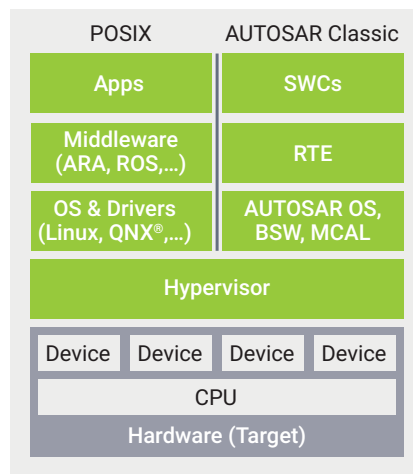 POSIX
AUTOSAR Classic
Apps
SWCs
Middleware
(ARA, ROS,...)
RTE
OS & Drivers
(Linux, QNX®,...)
AUTOSAR OS,
BSW, MCAL
Hypervisor
Device
Device
Device
Device
CPU
Hardware (Target)